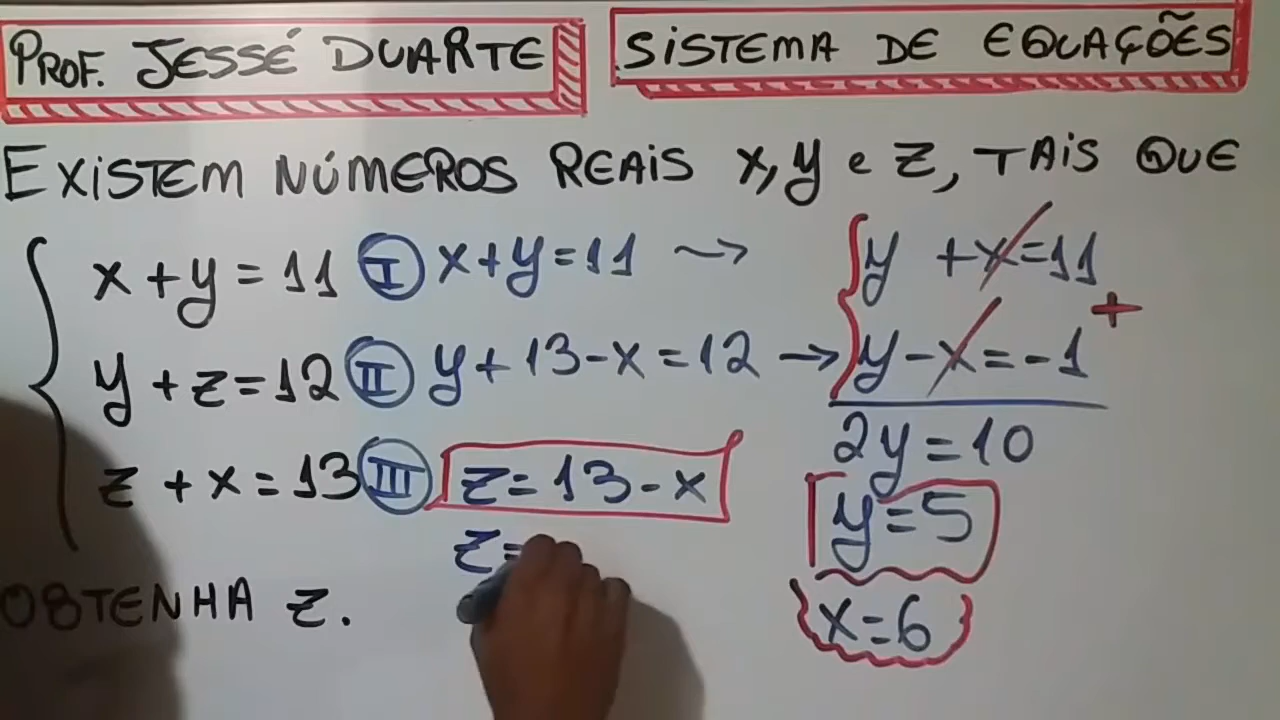 PROF. JESSÉ DUARTE
SISTEMA DE EQUAÇÕES
EXISTEM NÚMEROS REAIS x, y e z, TAIS QUE
x + y = 11 I x+y=11 → y + x = 11
y + z = 12 II y + 13 - x = 12 → y - x = -1
+
2y = 10
z + x = 13 III z = 13 - x
y = 5
z =
OBTENHA z.
x = 6